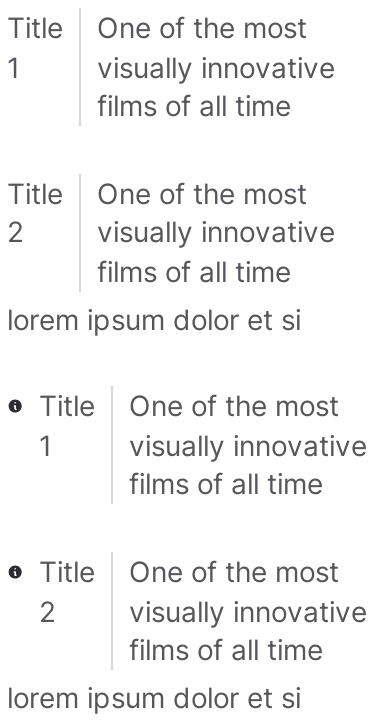 Title
1
One of the most
visually innovative
films of all time
Title
2
One of the most
visually innovative
films of all time
lorem ipsum dolor et si
Title
1
One of the most
visually innovative
films of all time
Title
2
One of the most
visually innovative
films of all time
lorem ipsum dolor et si